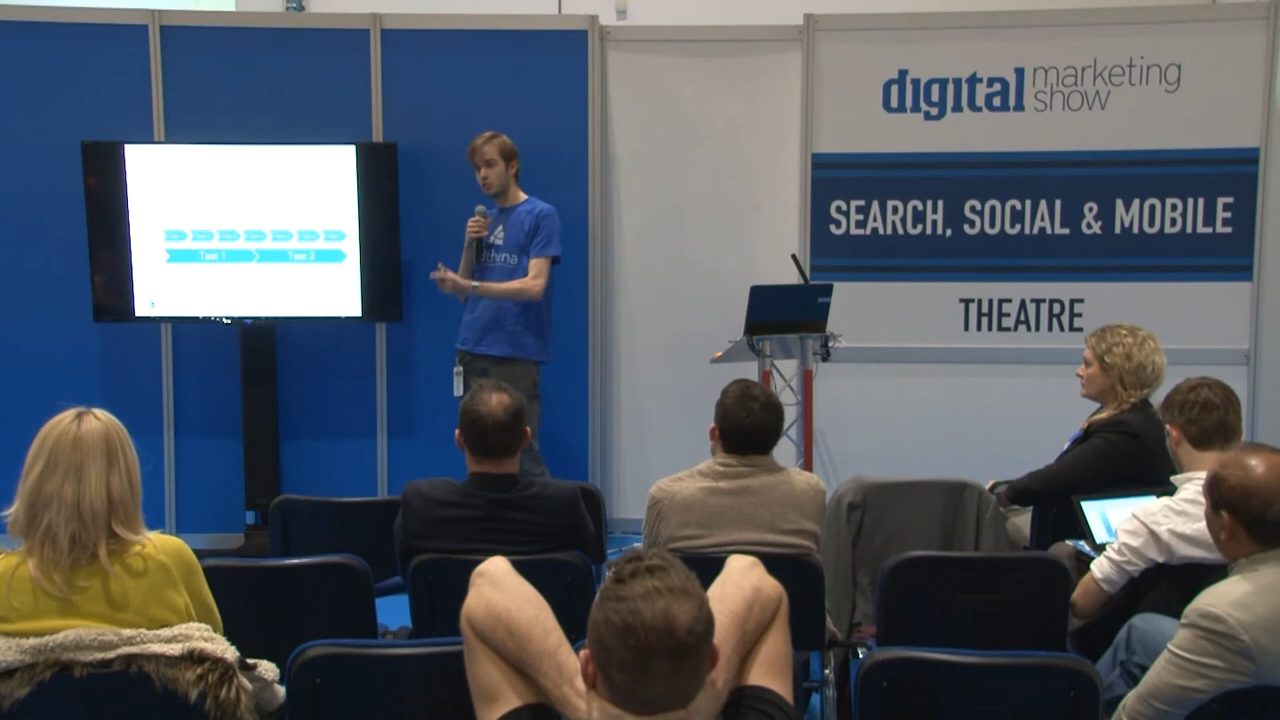 digital marketing
show
SEARCH, SOCIAL & MOBILE
THEATRE
Test 1
Test 2